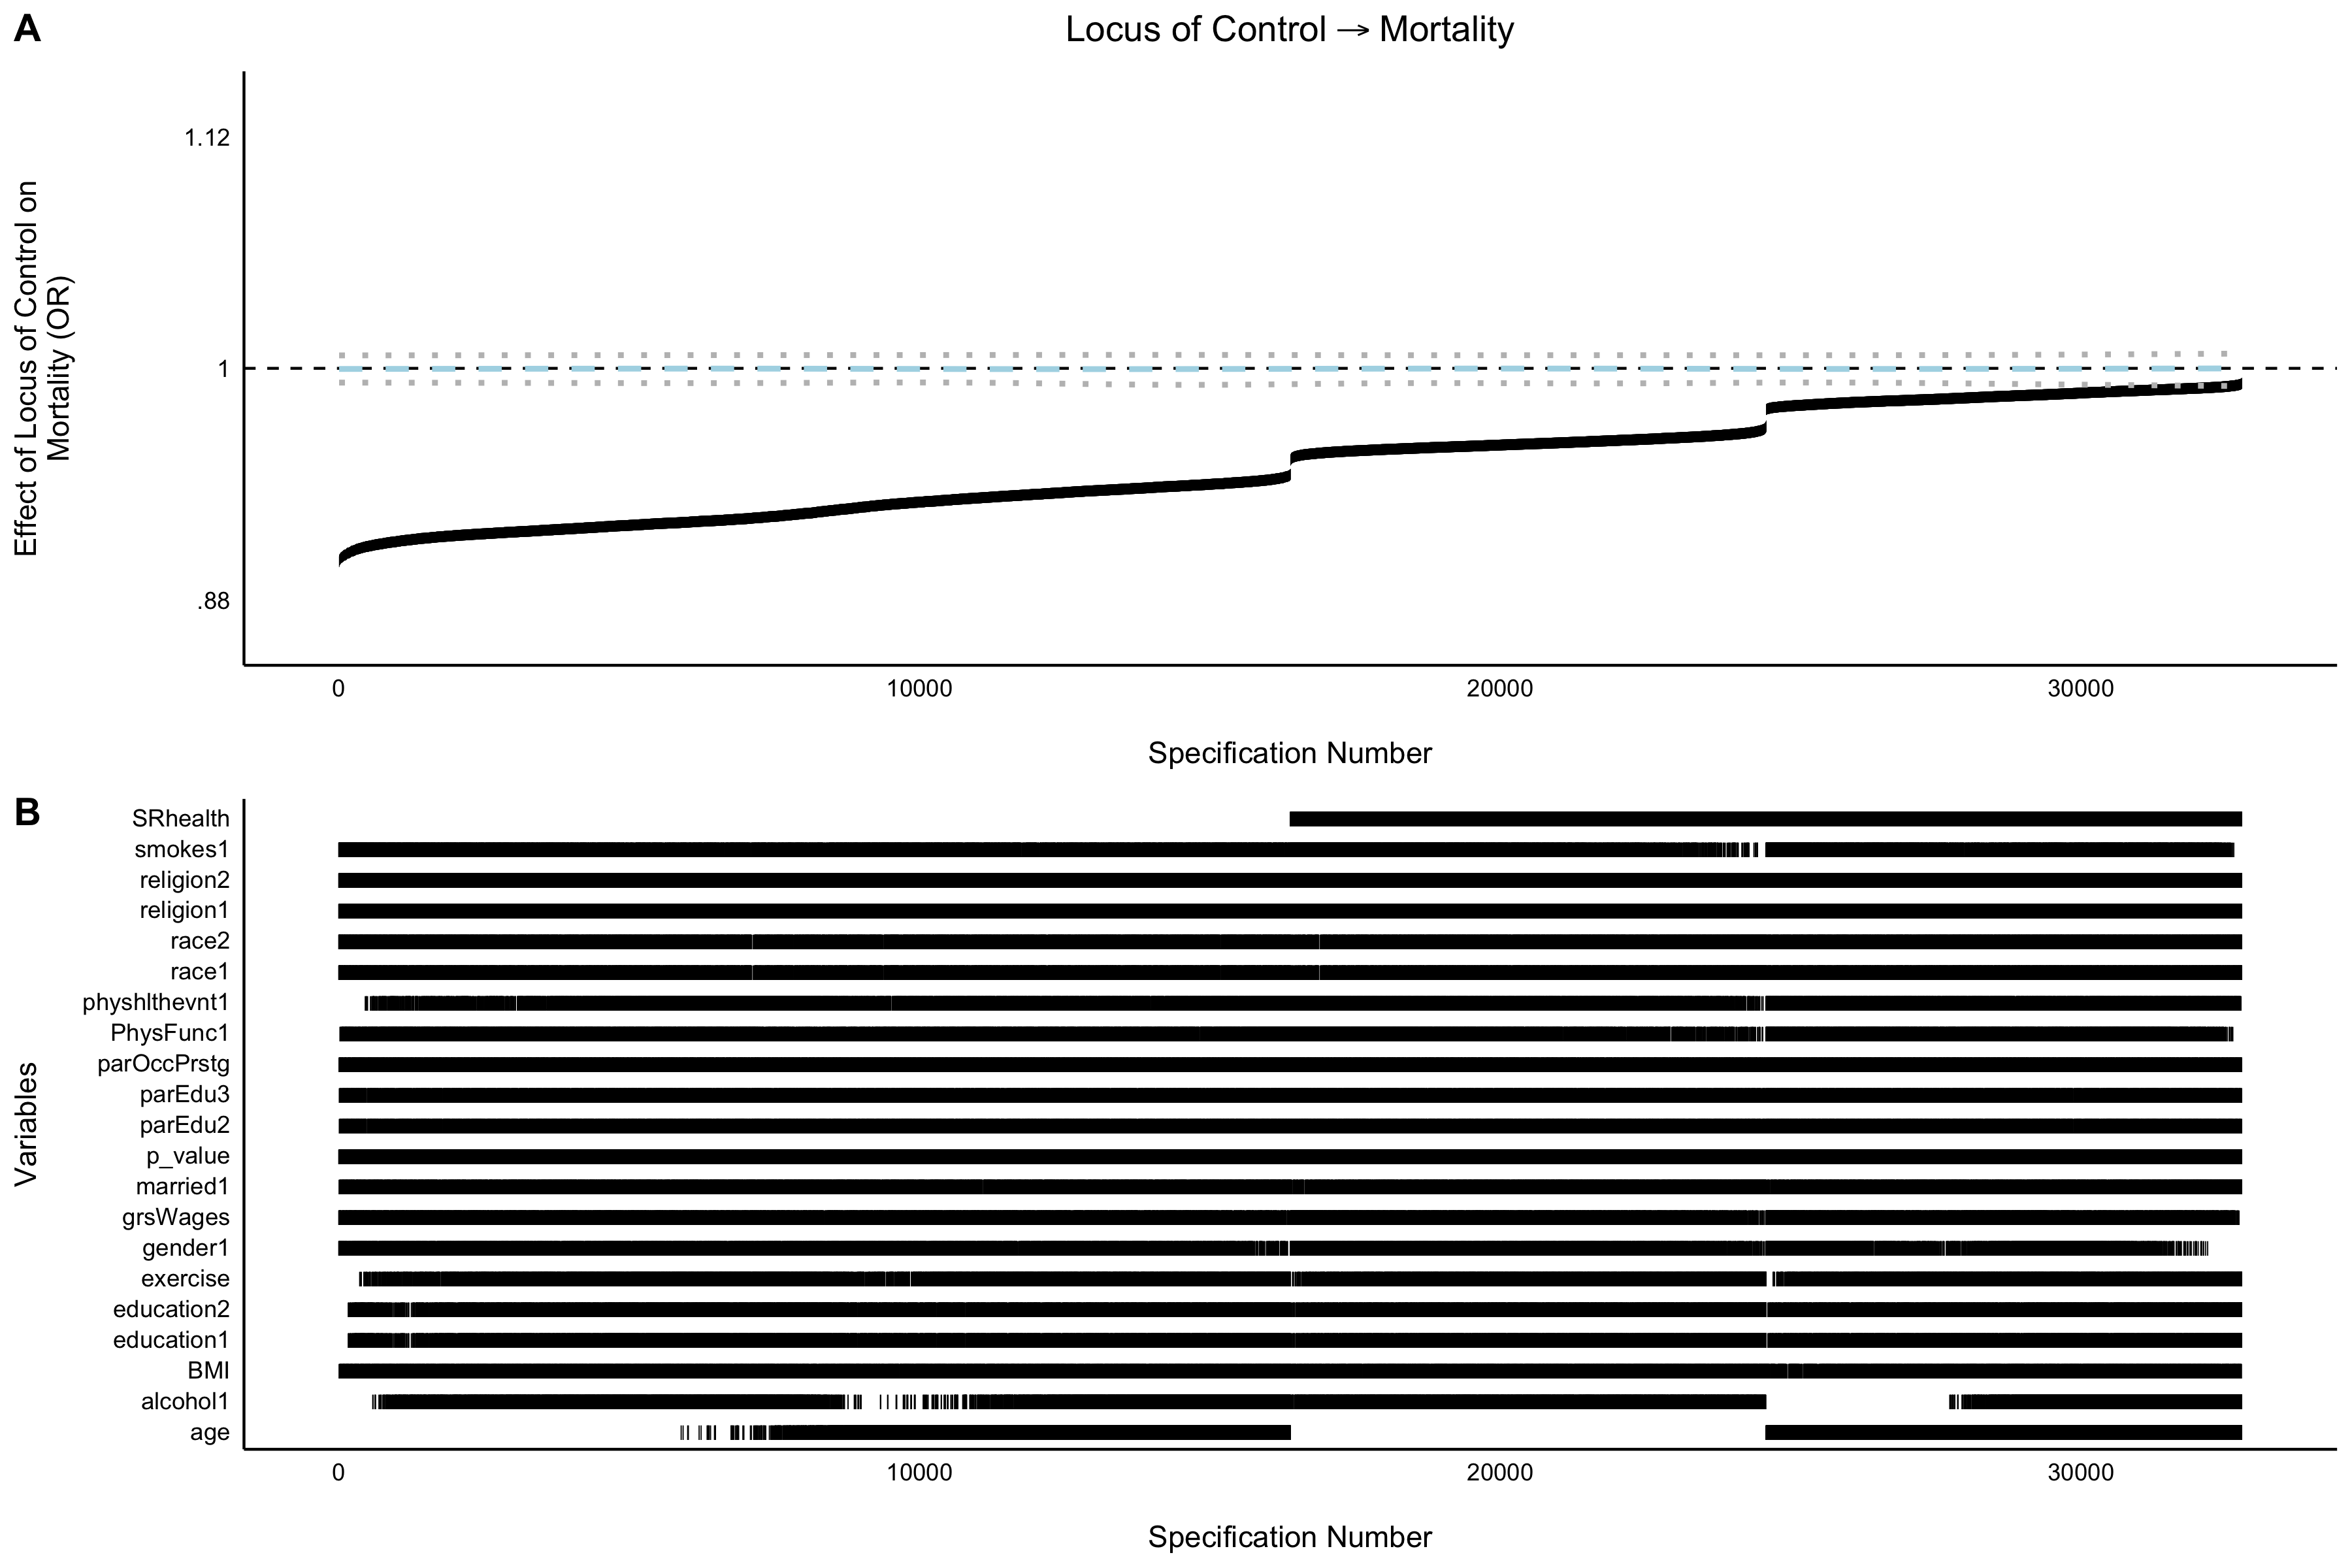 A
Locus of Control → Mortality
Effect of Locus of Control on
Mortality (OR)
1.12
1
.88
0 10000 20000 30000
Specification Number
B
Variables
SRhealth
smokes1
religion2
religion1
race2
race1
physhlthevnt1
PhysFunc1
parOccPrstg
parEdu3
parEdu2
p_value
married1
grsWages
gender1
exercise
education2
education1
BMI
alcohol1
age
0 10000 20000 30000
Specification Number